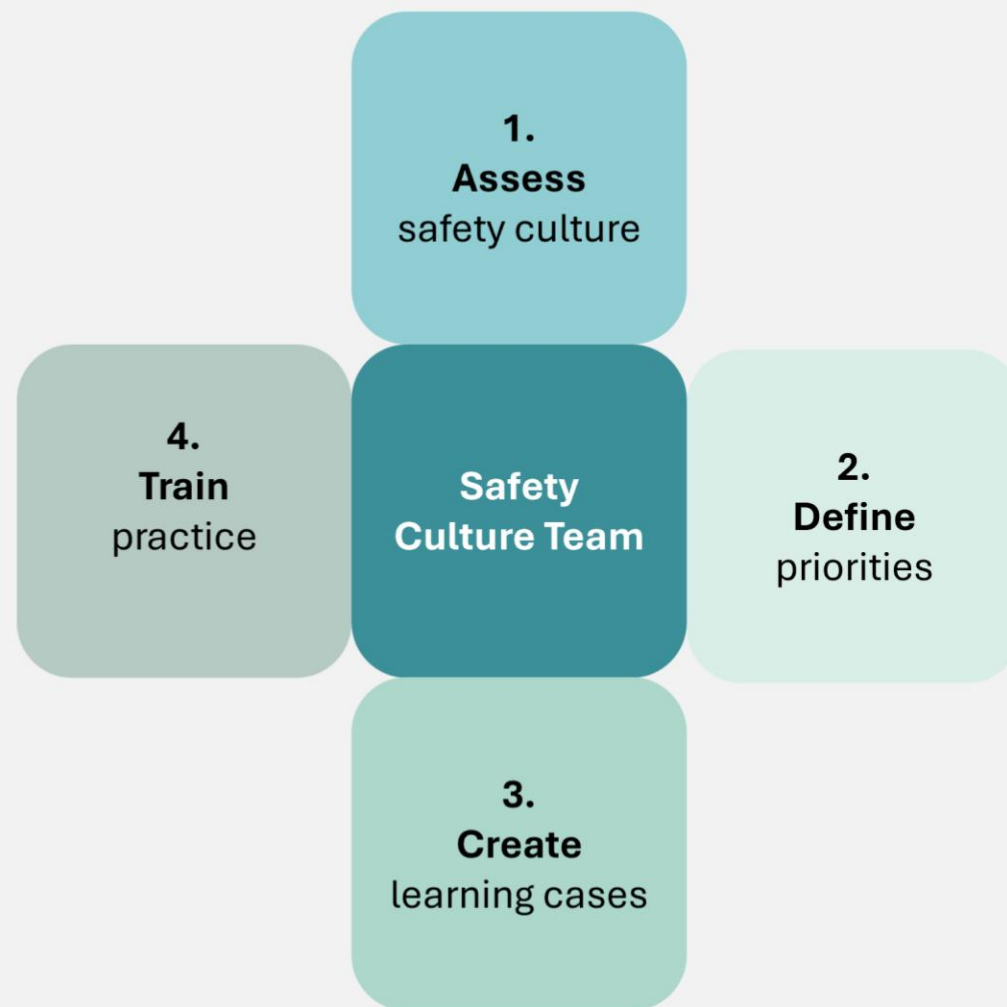 1.
Assess
safety culture
4.
Train
practice
Safety
Culture Team
2.
Define
priorities
3.
Create
learning cases